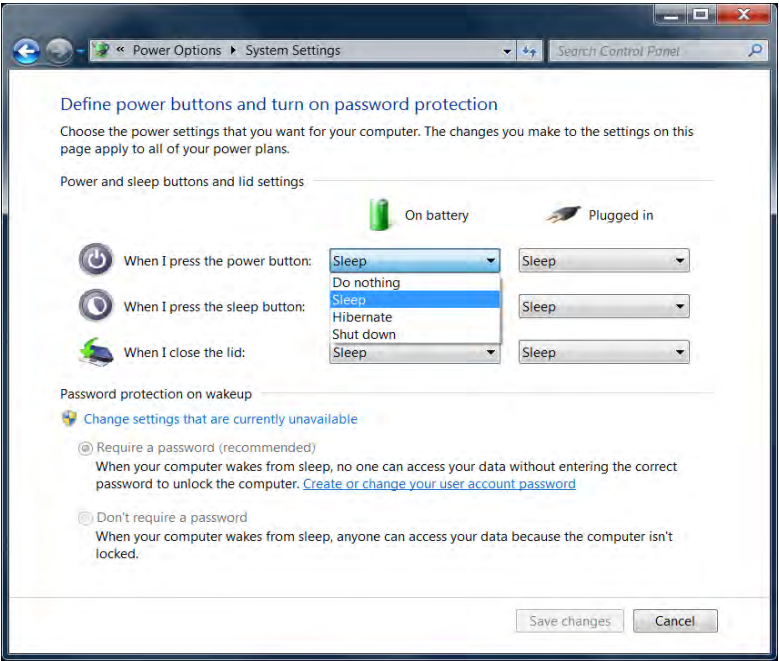 « Power Options ▸ System Settings
Search Control Panel
Define power buttons and turn on password protection
Choose the power settings that you want for your computer. The changes you make to the settings on this
page apply to all of your power plans.
Power and sleep buttons and lid settings
On battery Plugged in
When I press the power button: Sleep Sleep
Do nothing
When I press the sleep button: Sleep Sleep
Hibernate
Shut down
When I close the lid: Sleep Sleep
Password protection on wakeup
Change settings that are currently unavailable
Require a password (recommended)
When your computer wakes from sleep, no one can access your data without entering the correct
password to unlock the computer. Create or change your user account password
Don't require a password
When your computer wakes from sleep, anyone can access your data because the computer isn't
locked.
Save changes Cancel